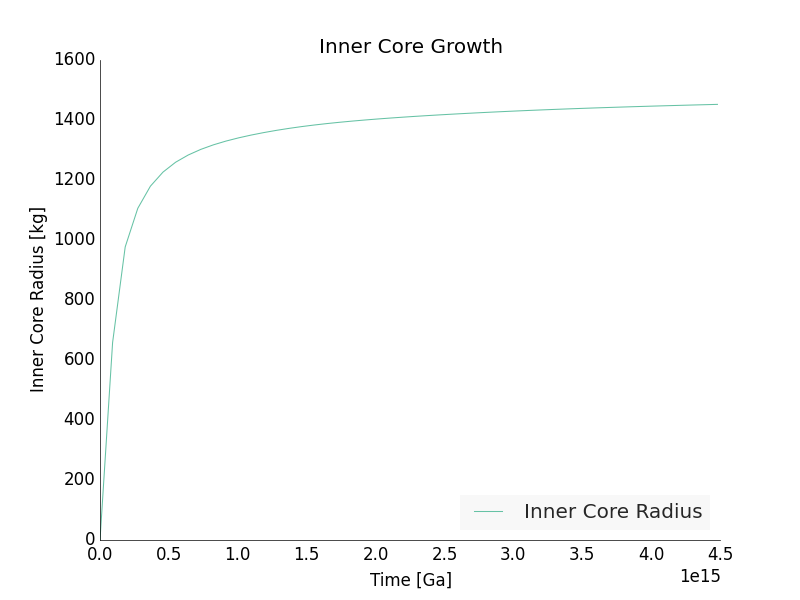 Inner Core Growth
1600
1400
1200
1000
800
600
400
200
0
Inner Core Radius [kg]
Inner Core Radius
0.0 0.5 1.0 1.5 2.0 2.5 3.0 3.5 4.0 4.5
1e15
Time [Ga]